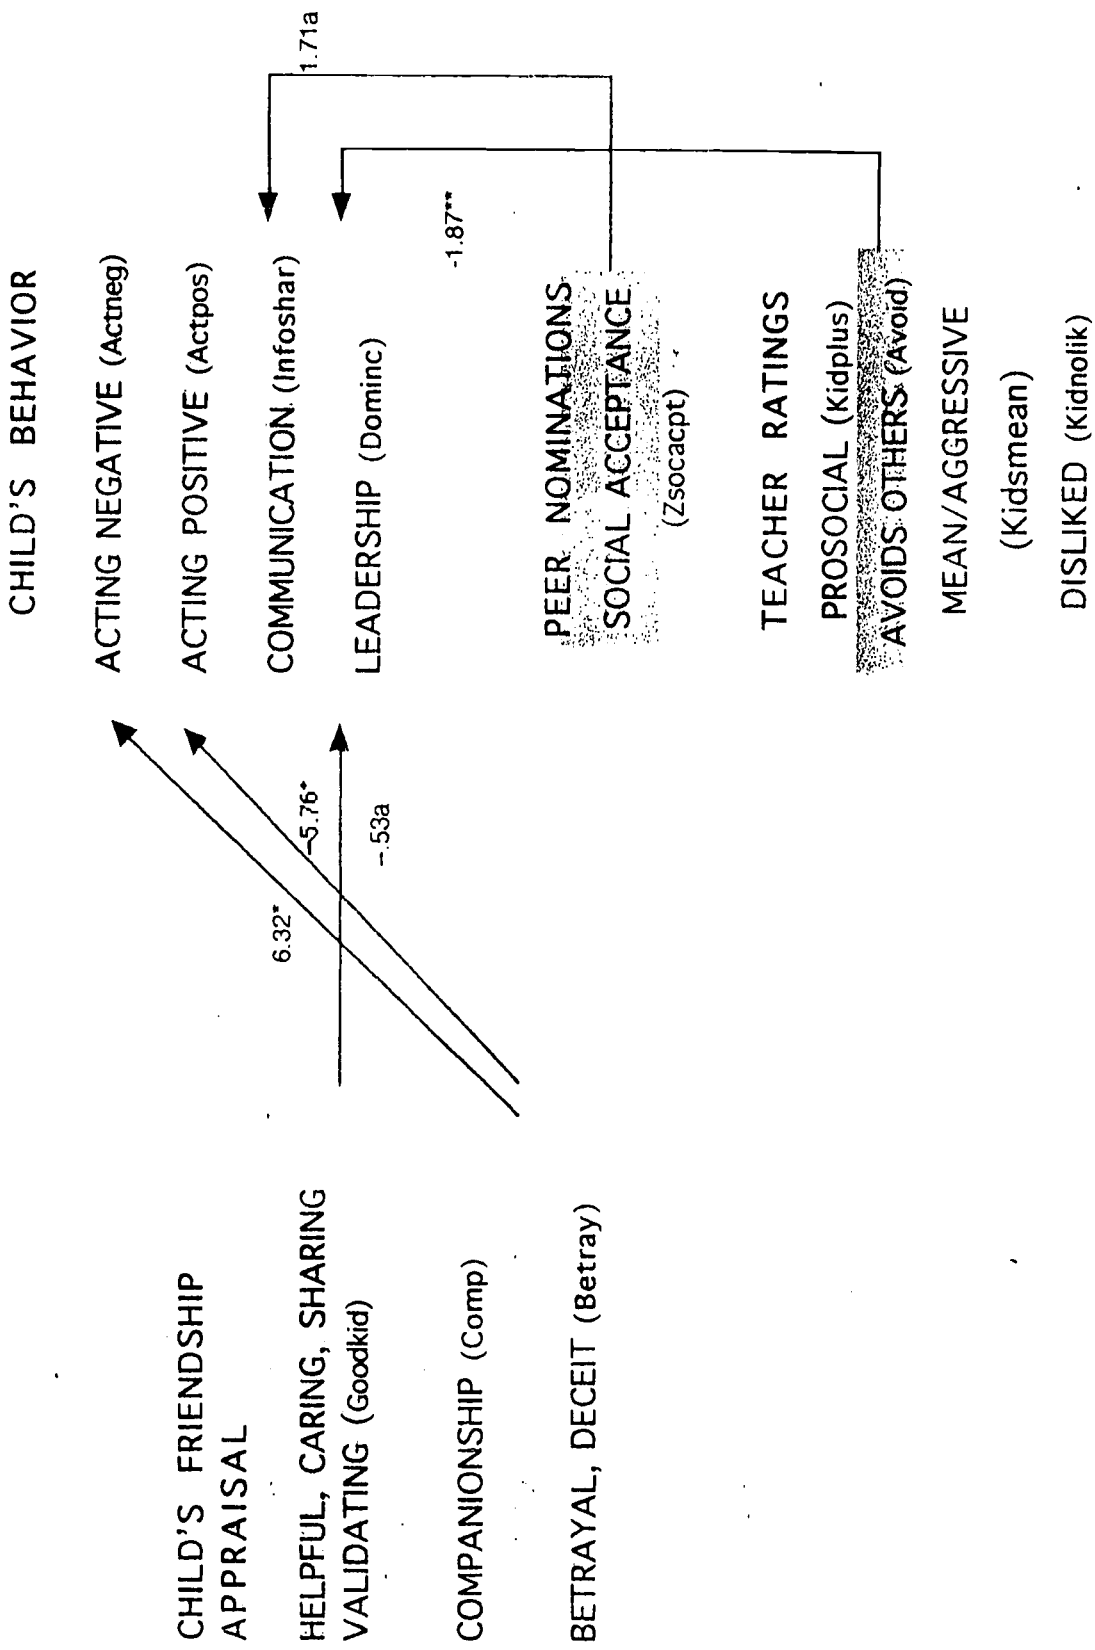 CHILD'S FRIENDSHIP
APPRAISAL
HELPFUL, CARING, SHARING
VALIDATING (Goodkid)
COMPANIONSHIP (Comp)
BETRAYAL, DECEIT (Betray)
6.32*
-5.76*
-.53a
CHILD'S BEHAVIOR
ACTING NEGATIVE (Actneg)
ACTING POSITIVE (Actpos)
COMMUNICATION (Infoshar)
LEADERSHIP (Dominc)
1.71a
-1.87**
PEER NOMINATIONS
SOCIAL ACCEPTANCE
(Zsocacpt)
TEACHER RATINGS
PROSOCIAL (Kidplus)
AVOIDS OTHERS (Avoid)
MEAN/AGGRESSIVE
(Kidsmean)
DISLIKED (Kidnolik)